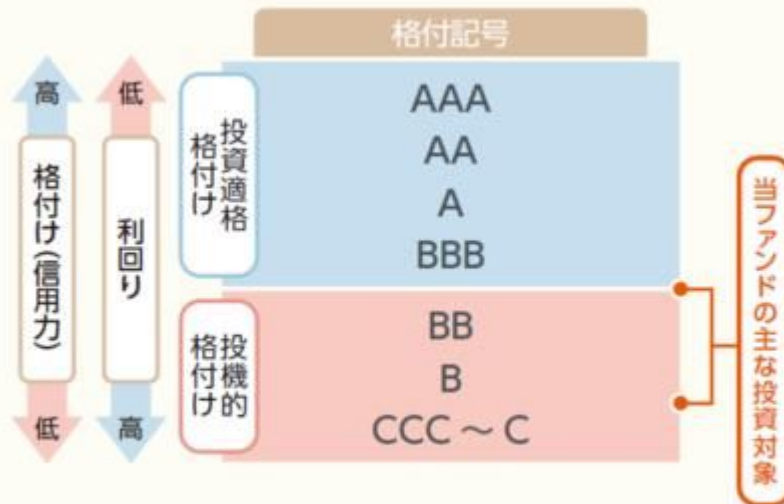 格付記号
高
格付け(信用力)
低
低
利回り
高
投資適格
格付け
AAA
AA
A
BBB
投機的
格付け
BB
B
CCC ～ C
当ファンドの主な投資対象